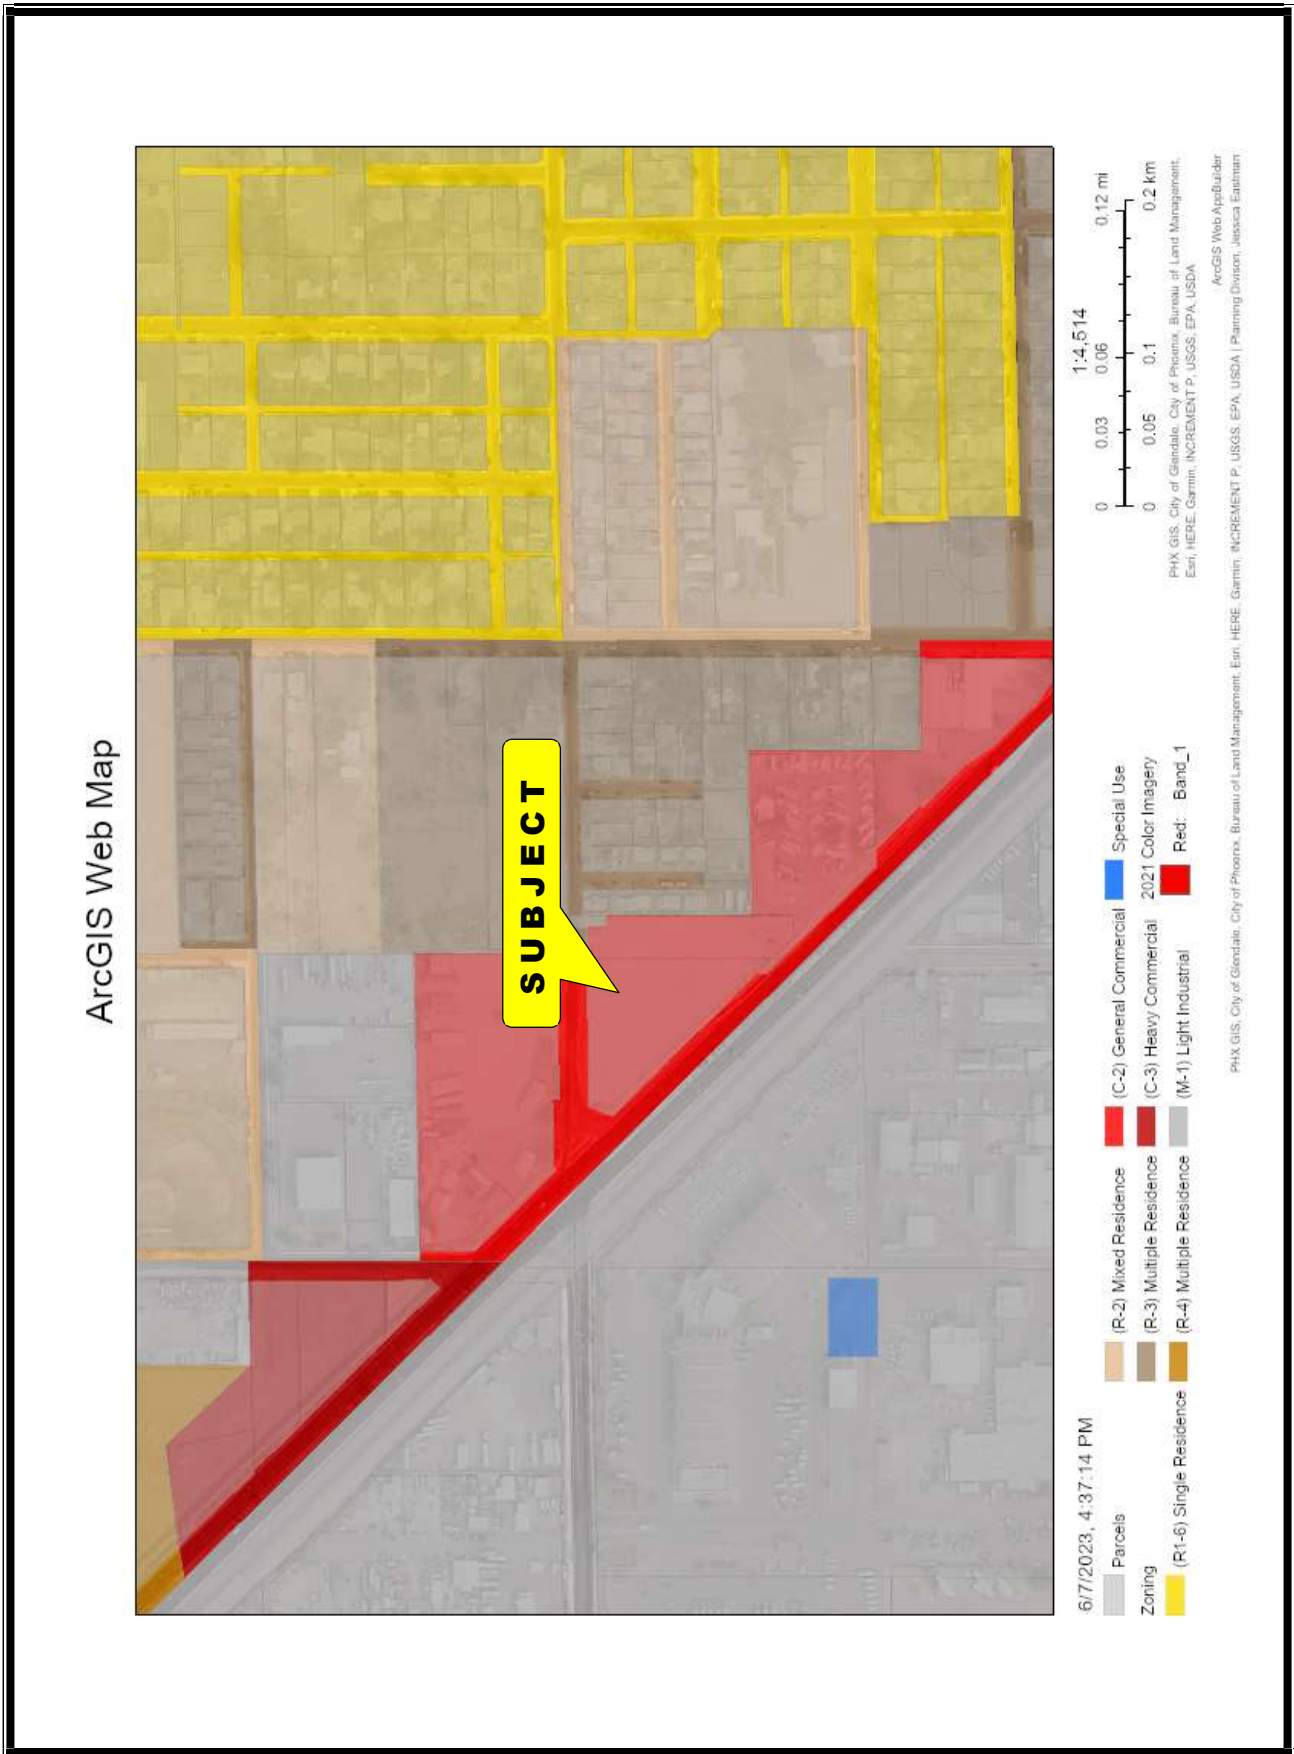 ArcGIS Web Map
SUBJECT
6/7/2023, 4:37:14 PM
Parcels
Zoning
(R1-6) Single Residence
(R-2) Mixed Residence
(R-3) Multiple Residence
(R-4) Multiple Residence
(C-2) General Commercial
(C-3) Heavy Commercial
(M-1) Light Industrial
Special Use
2021 Color Imagery
Red: Band_1
1:4,514
0 0.03 0.06 0.12 mi
0 0.05 0.1 0.2 km
PHX GIS, City of Glendale, City of Phoenix, Bureau of Land Management,
Esri, HERE, Garmin, INCREMENT P, USGS, EPA, USDA
ArcGIS Web AppBuilder
PHX GIS, City of Glendale, City of Phoenix, Bureau of Land Management, Esri, HERE, Garmin, INCREMENT P, USGS, EPA, USDA | Planning Divison, Jessica Eastman